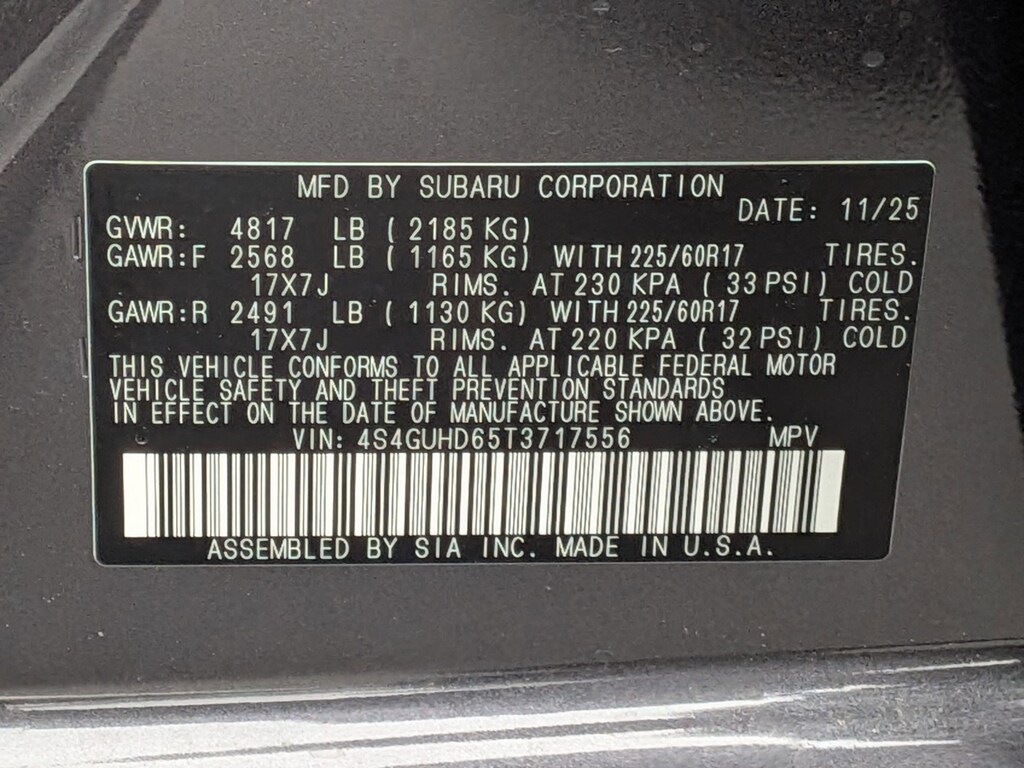 MFD BY SUBARU CORPORATION
DATE: 11/25
GVWR: 4817 LB ( 2185 KG)
GAWR:F 2568 LB ( 1165 KG) WITH 225/60R17 TIRES.
17X7J RIMS. AT 230 KPA ( 33 PSI) COLD
GAWR:R 2491 LB ( 1130 KG) WITH 225/60R17 TIRES.
17X7J RIMS. AT 220 KPA ( 32 PSI) COLD
THIS VEHICLE CONFORMS TO ALL APPLICABLE FEDERAL MOTOR
VEHICLE SAFETY AND THEFT PREVENTION STANDARDS
IN EFFECT ON THE DATE OF MANUFACTURE SHOWN ABOVE.
VIN: 4S4GUHD65T3717556 MPV
ASSEMBLED BY SIA INC. MADE IN U.S.A.